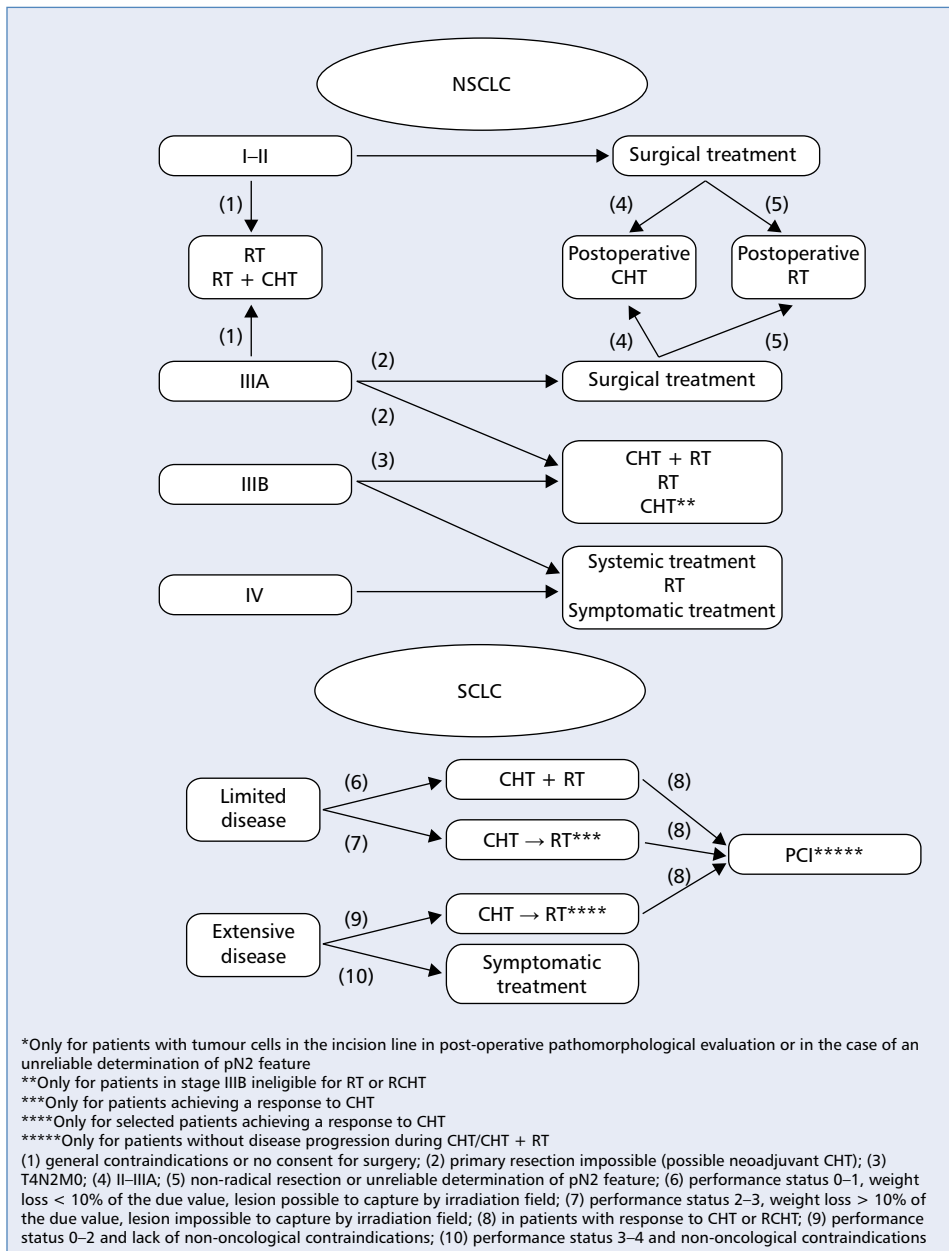 NSCLC
I–II
Surgical treatment
(1)
(4)
(5)
RT
RT + CHT
Postoperative
CHT
Postoperative
RT
(1)
(4)
(5)
(2)
IIIA
Surgical treatment
(2)
(3)
CHT + RT
RT
CHT**
IIIB
Systemic treatment
RT
Symptomatic treatment
IV
SCLC
Limited
disease
(6)
CHT + RT
(8)
(7)
CHT → RT***
(8)
PCI*****
(8)
Extensive
disease
(9)
CHT → RT****
(10)
Symptomatic
treatment
*Only for patients with tumour cells in the incision line in post-operative pathomorphological evaluation or in the case of an
unreliable determination of pN2 feature
**Only for patients in stage IIIB ineligible for RT or RCHT
***Only for patients achieving a response to CHT
****Only for selected patients achieving a response to CHT
*****Only for patients without disease progression during CHT/CHT + RT
(1) general contraindications or no consent for surgery; (2) primary resection impossible (possible neoadjuvant CHT); (3)
T4N2M0; (4) II–IIIA; (5) non-radical resection or unreliable determination of pN2 feature; (6) performance status 0–1, weight
loss < 10% of the due value, lesion possible to capture by irradiation field; (7) performance status 2–3, weight loss > 10% of
the due value, lesion impossible to capture by irradiation field; (8) in patients with response to CHT or RCHT; (9) performance
status 0–2 and lack of non-oncological contraindications; (10) performance status 3–4 and non-oncological contraindications